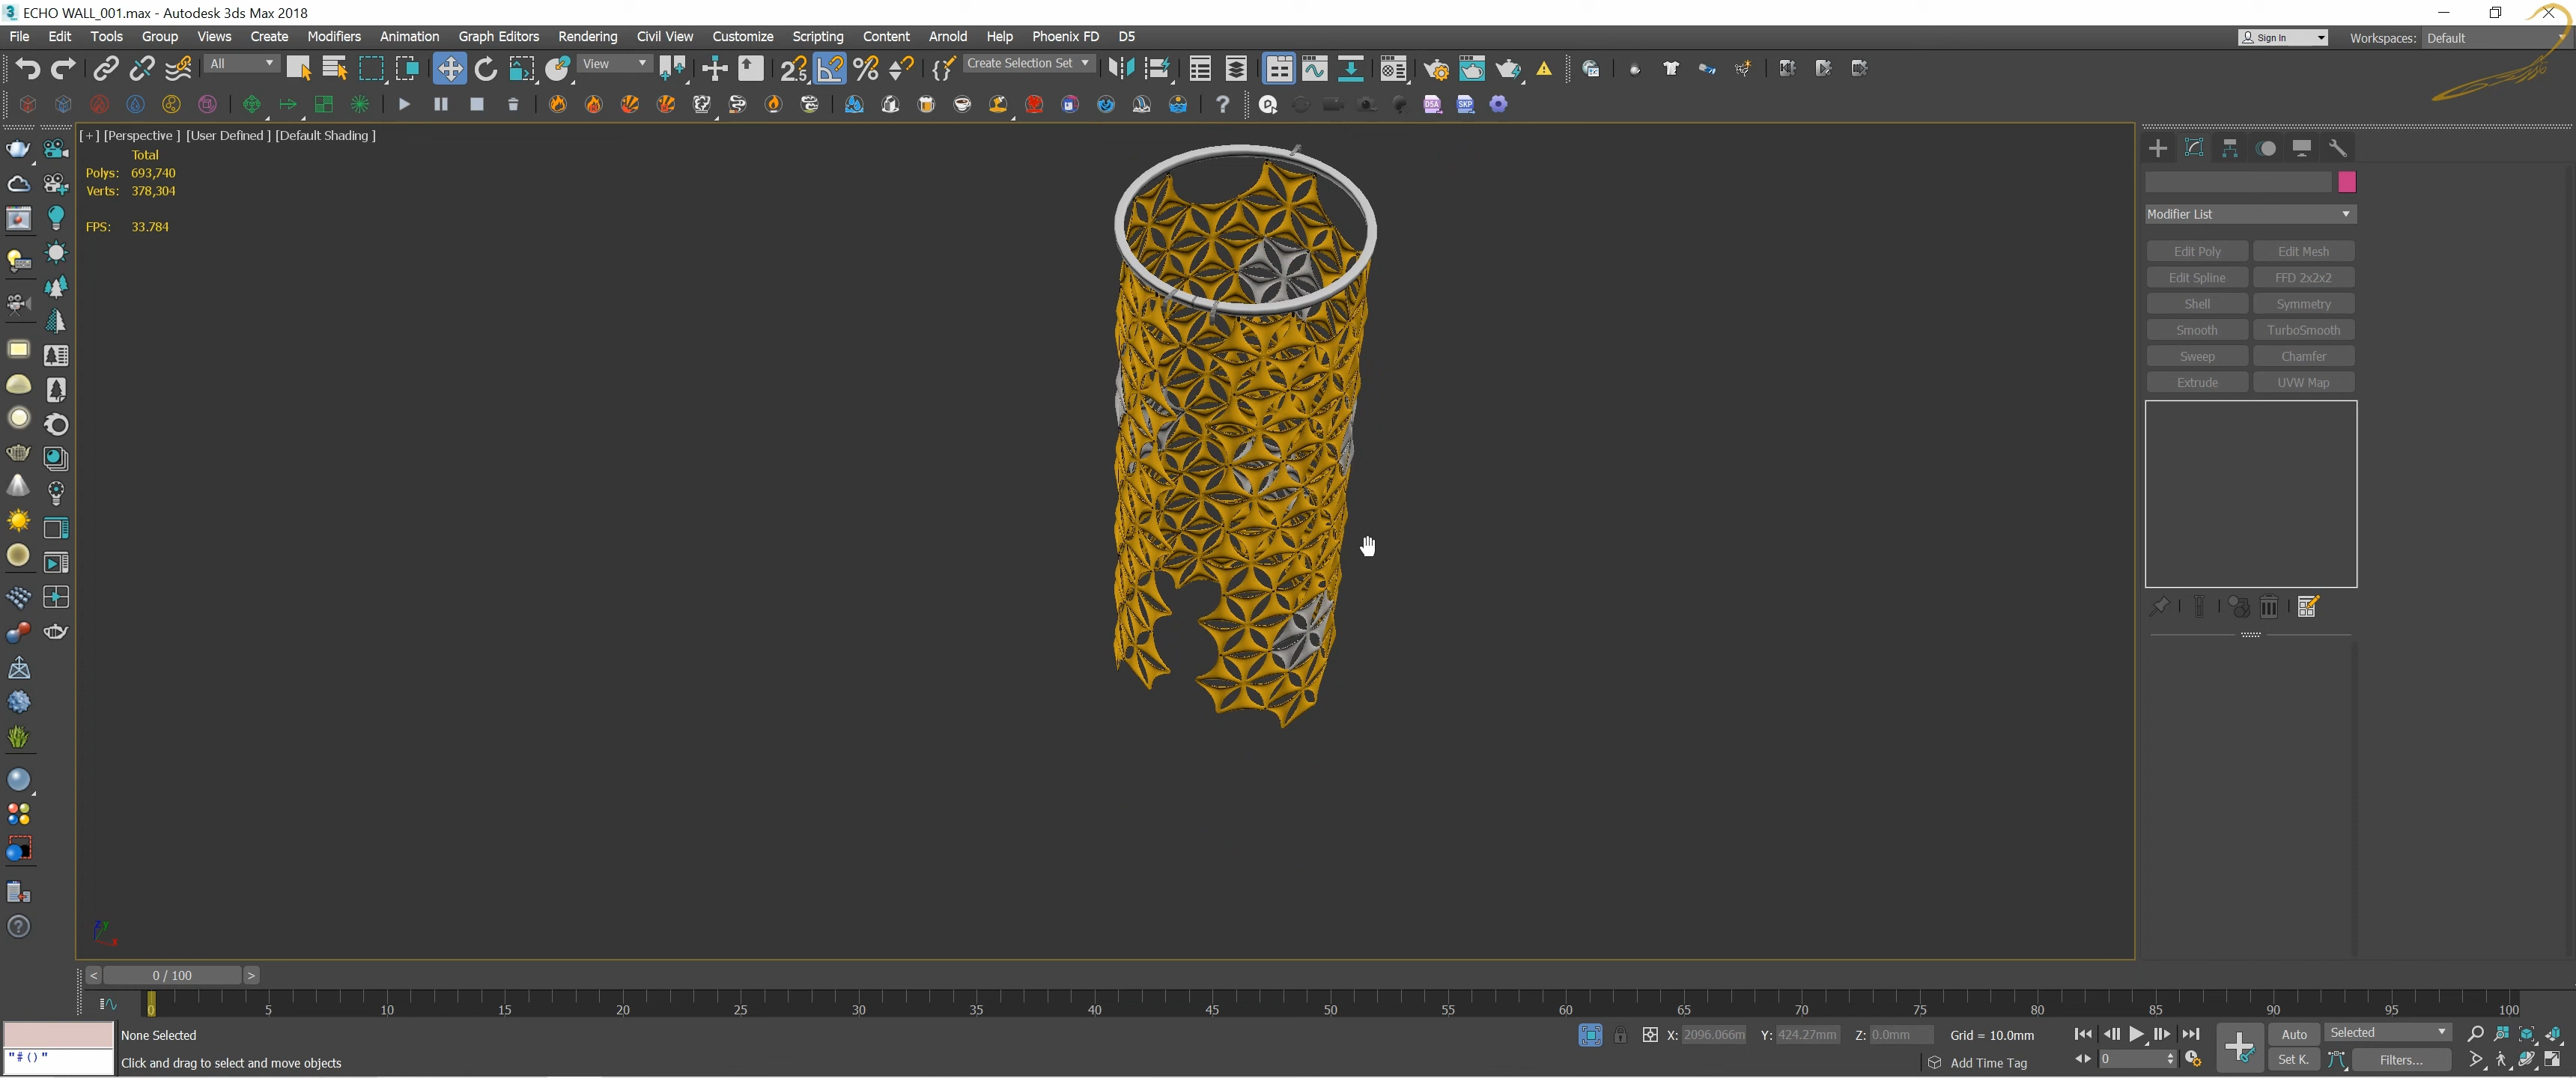 ECHO WALL_001.max - Autodesk 3ds Max 2018
File Edit Tools Group Views Create Modifiers Animation Graph Editors Rendering Civil View Customize Scripting Content Arnold Help Phoenix FD D5
Sign In
Workspaces: Default
All
View
Create Selection Set
[+] [Perspective ] [User Defined ] [Default Shading ]
Total
Polys: 693,740
Verts: 378,304
FPS: 33.784
Modifier List
Edit Poly Edit Mesh
Edit Spline FFD 2x2x2
Shell Symmetry
Smooth TurboSmooth
Sweep Chamfer
Extrude UVW Map
< 0 / 100 >
0 5 10 15 20 25 30 35 40 45 50 55 60 65 70 75 80 85 90 95 100
None Selected
X: 2096.066m Y: 424.27mm Z: 0.0mm Grid = 10.0mm
Auto Selected
"#()"
Click and drag to select and move objects
Add Time Tag
0
Set K. Filters...